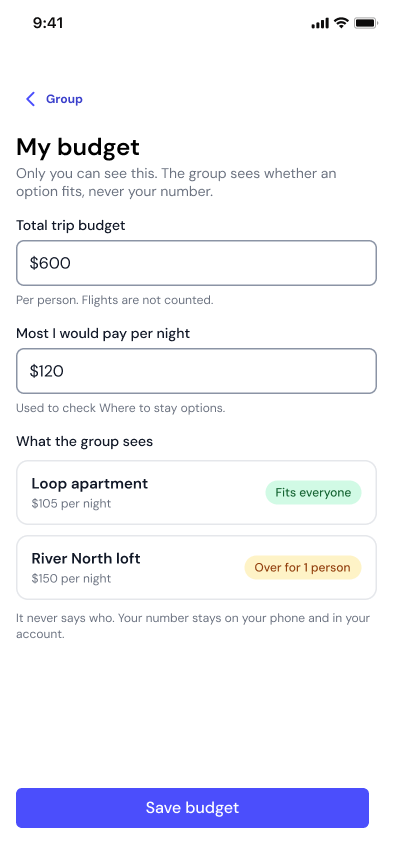 9:41
Group
My budget
Only you can see this. The group sees whether an
option fits, never your number.
Total trip budget
$600
Per person. Flights are not counted.
Most I would pay per night
$120
Used to check Where to stay options.
What the group sees
Loop apartment
$105 per night
Fits everyone
River North loft
$150 per night
Over for 1 person
It never says who. Your number stays on your phone and in your
account.
Save budget